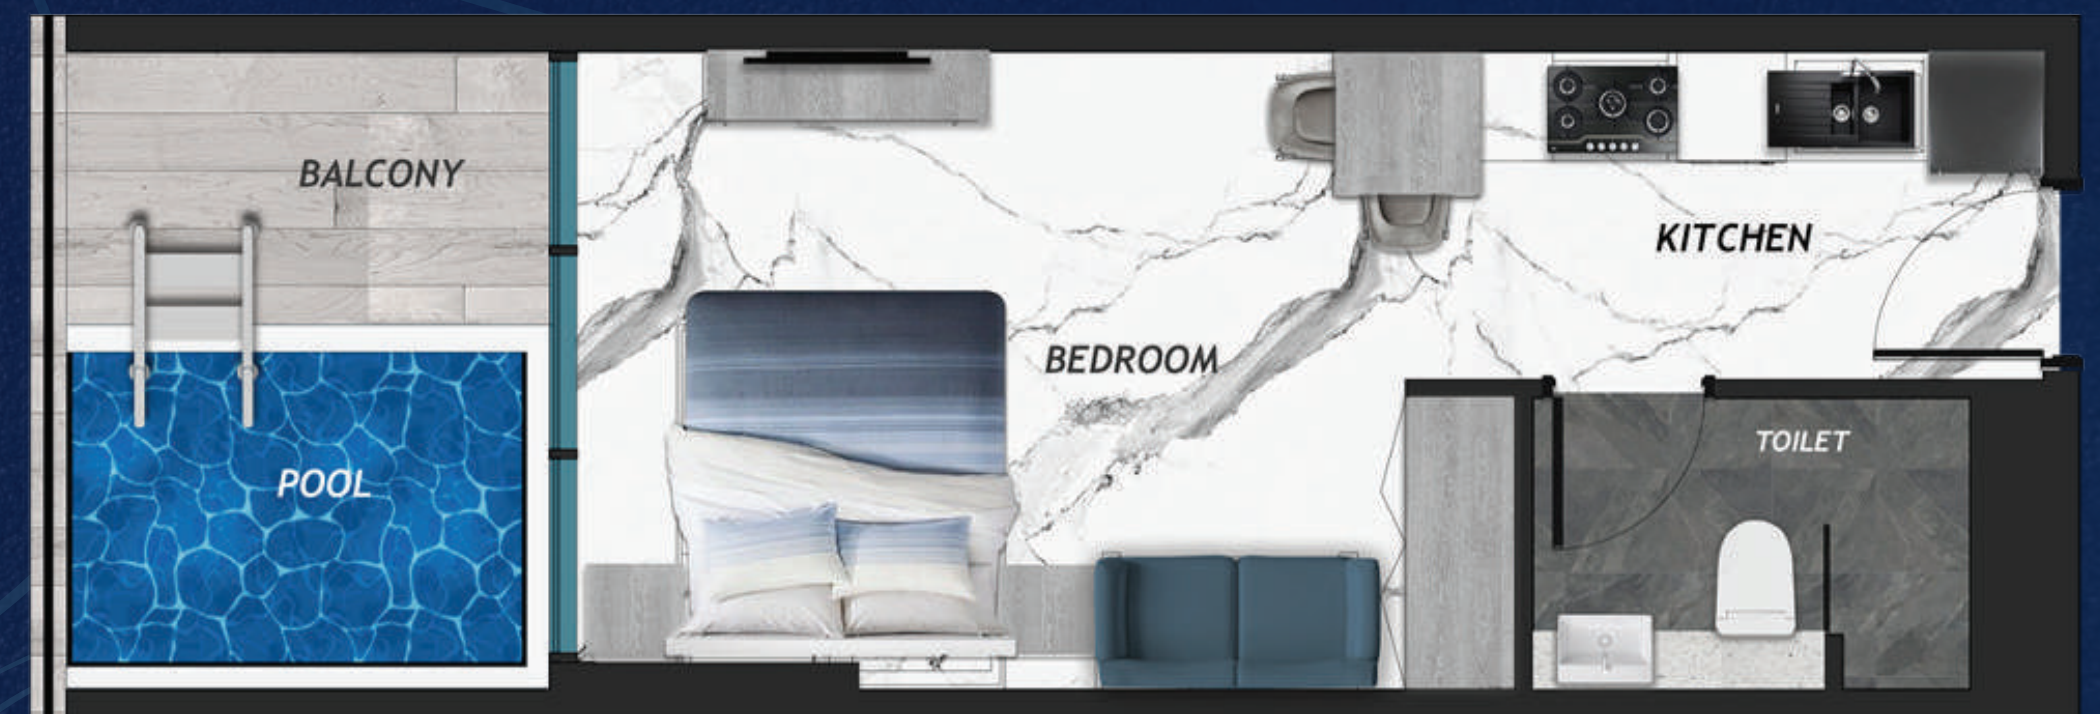 BALCONY
KITCHEN
BEDROOM
TOILET
POOL